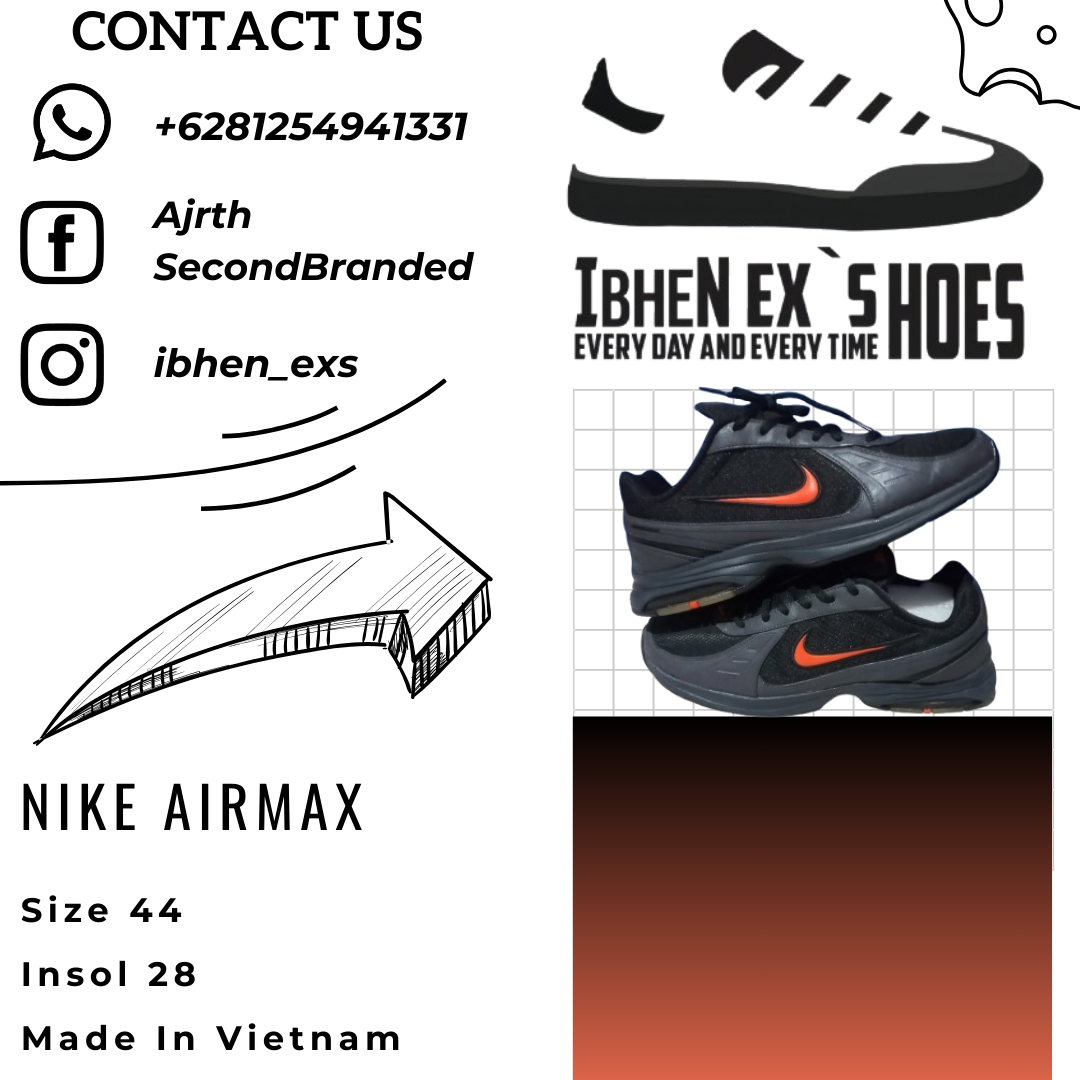 CONTACT US
+6281254941331
Ajrth
SecondBranded
ibhen_exs
IBHEN EX`SHOES
EVERY DAY AND EVERY TIME
NIKE AIRMAX
Size 44
Insol 28
Made In Vietnam